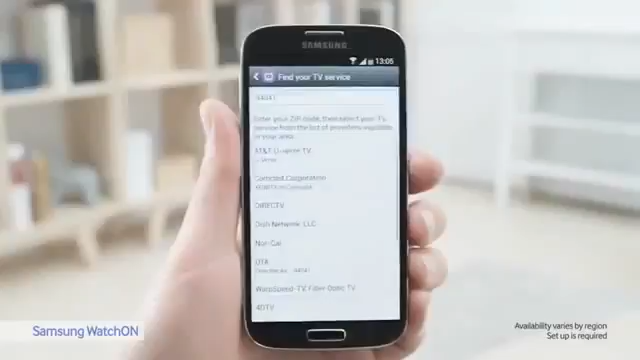 SAMSUNG
13:05
Find your TV service
Enter your ZIP code, then select your TV
service from the list of providers available
in your area.
AT&T U-verse TV
Comcast Corporation
DIRECTV
Dish Network LLC
Nor-Cal
OTA
WarpSpeed-TV, Fiber Optic TV
4DTV
Samsung WatchON
Availability varies by region
Set up is required